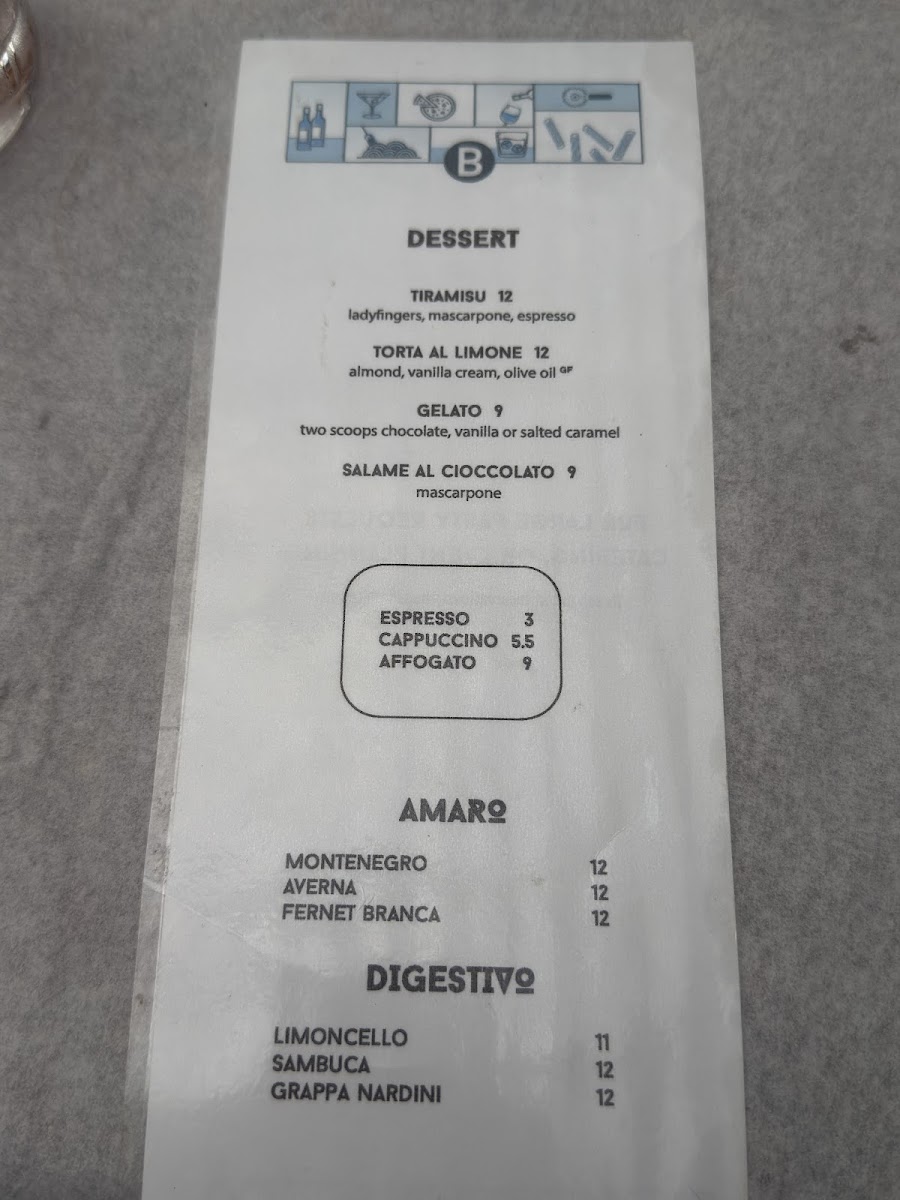 B
DESSERT
TIRAMISU 12
ladyfingers, mascarpone, espresso
TORTA AL LIMONE 12
almond, vanilla cream, olive oil GF
GELATO 9
two scoops chocolate, vanilla or salted caramel
SALAME AL CIOCCOLATO 9
mascarpone
ESPRESSO 3
CAPPUCCINO 5.5
AFFOGATO 9
AMARO
MONTENEGRO 12
AVERNA 12
FERNET BRANCA 12
DIGESTIVO
LIMONCELLO 11
SAMBUCA 12
GRAPPA NARDINI 12